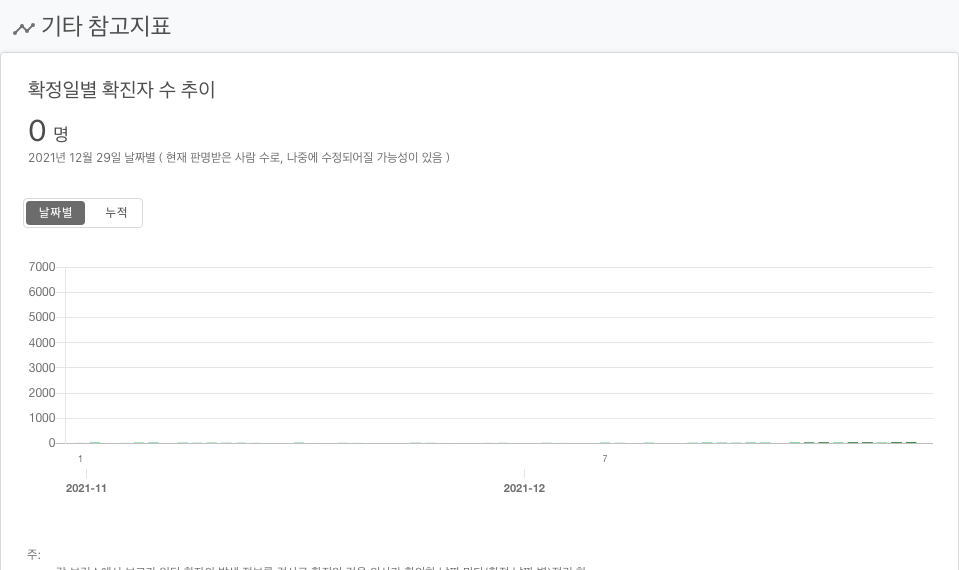 기타 참고지표
확정일별 확진자 수 추이
0 명
2021년 12월 29일 날짜별 ( 현재 판명받은 사람 수로, 나중에 수정되어질 가능성이 있음 )
날짜별 누적
7000
6000
5000
4000
3000
2000
1000
0
1 7
2021-11 2021-12
주: